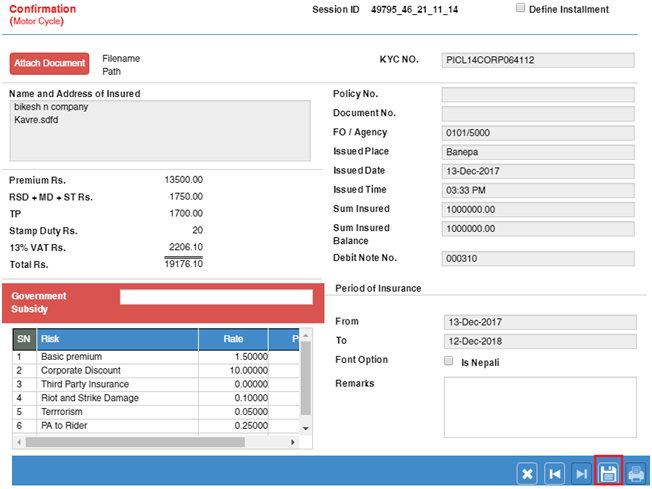 Confirmation
(Motor Cycle)
Session ID 49795_46_21_11_14
Define Installment
Attach Document
Filename
Path
KYC NO. PICL14CORP064112
Name and Address of Insured
bikesh n company
Kavre.sdfd
Policy No.
Document No.
FO / Agency 0101/5000
Issued Place Banepa
Issued Date 13-Dec-2017
Issued Time 03:33 PM
Sum Insured 1000000.00
Sum Insured Balance 1000000.00
Debit Note No. 000310
Premium Rs. 13500.00
RSD + MD + ST Rs. 1750.00
TP 1700.00
Stamp Duty Rs. 20
13% VAT Rs. 2206.10
Total Rs. 19176.10
Government
Subsidy
Period of Insurance
From 13-Dec-2017
To 12-Dec-2018
Font Option Is Nepali
Remarks
SN Risk Rate P
1 Basic premium 1.50000
2 Corporate Discount 10.00000
3 Third Party Insurance 0.00000
4 Riot and Strike Damage 0.10000
5 Terrrorism 0.05000
6 PA to Rider 0.25000